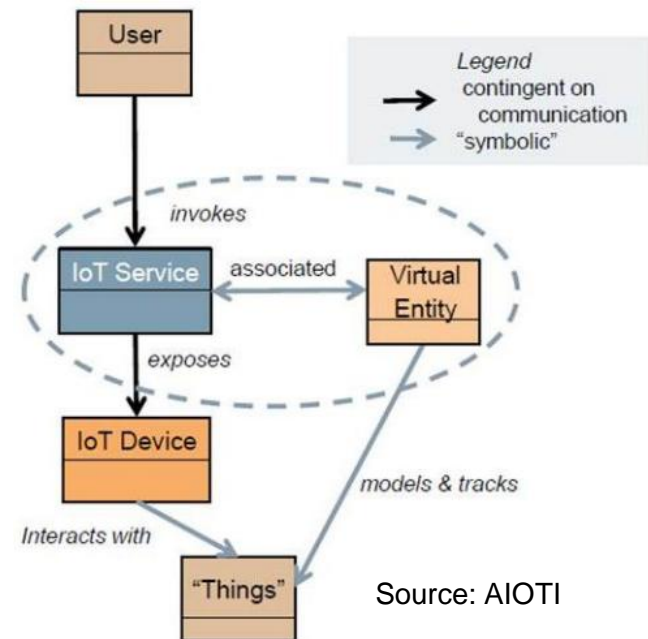 User
Legend
contingent on
communication
“symbolic”
invokes
IoT Service
associated
Virtual
Entity
exposes
IoT Device
models & tracks
Interacts with
“Things”
Source: AIOTI